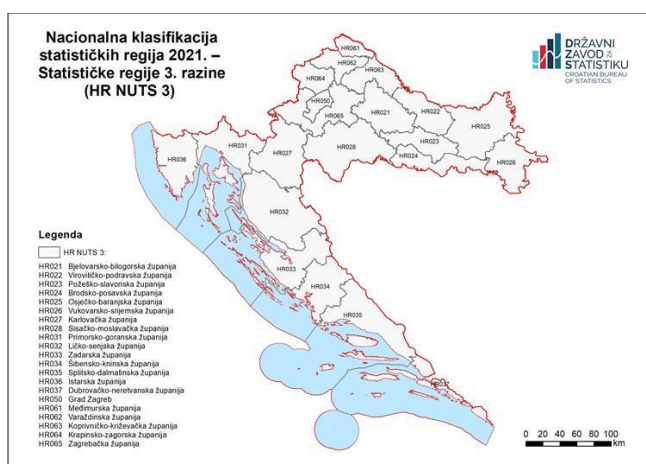 Nacionalna klasifikacija
statističkih regija 2021. –
Statističke regije 3. razine
(HR NUTS 3)
DRŽAVNI
ZAVOD ZA
STATISTIKU
CROATIAN BUREAU
OF STATISTICS
HR061
HR062
HR063
HR064
HR050
HR065
HR021
HR022
HR025
HR023
HR024
HR026
HR028
HR027
HR031
HR036
HR032
HR033
HR034
HR035
HR037
Legenda
HR NUTS 3:
HR021 Bjelovarsko-bilogorska županija
HR022 Virovitičko-podravska županija
HR023 Požeško-slavonska županija
HR024 Brodsko-posavska županija
HR025 Osječko-baranjska županija
HR026 Vukovarsko-srijemska županija
HR027 Karlovačka županija
HR028 Sisačko-moslavačka županija
HR031 Primorsko-goranska županija
HR032 Ličko-senjska županija
HR033 Zadarska županija
HR034 Šibensko-kninska županija
HR035 Splitsko-dalmatinska županija
HR036 Istarska županija
HR037 Dubrovačko-neretvanska županija
HR050 Grad Zagreb
HR061 Međimurska županija
HR062 Varaždinska županija
HR063 Koprivničko-križevačka županija
HR064 Krapinsko-zagorska županija
HR065 Zagrebačka županija
0 20 40 60 80 100
km